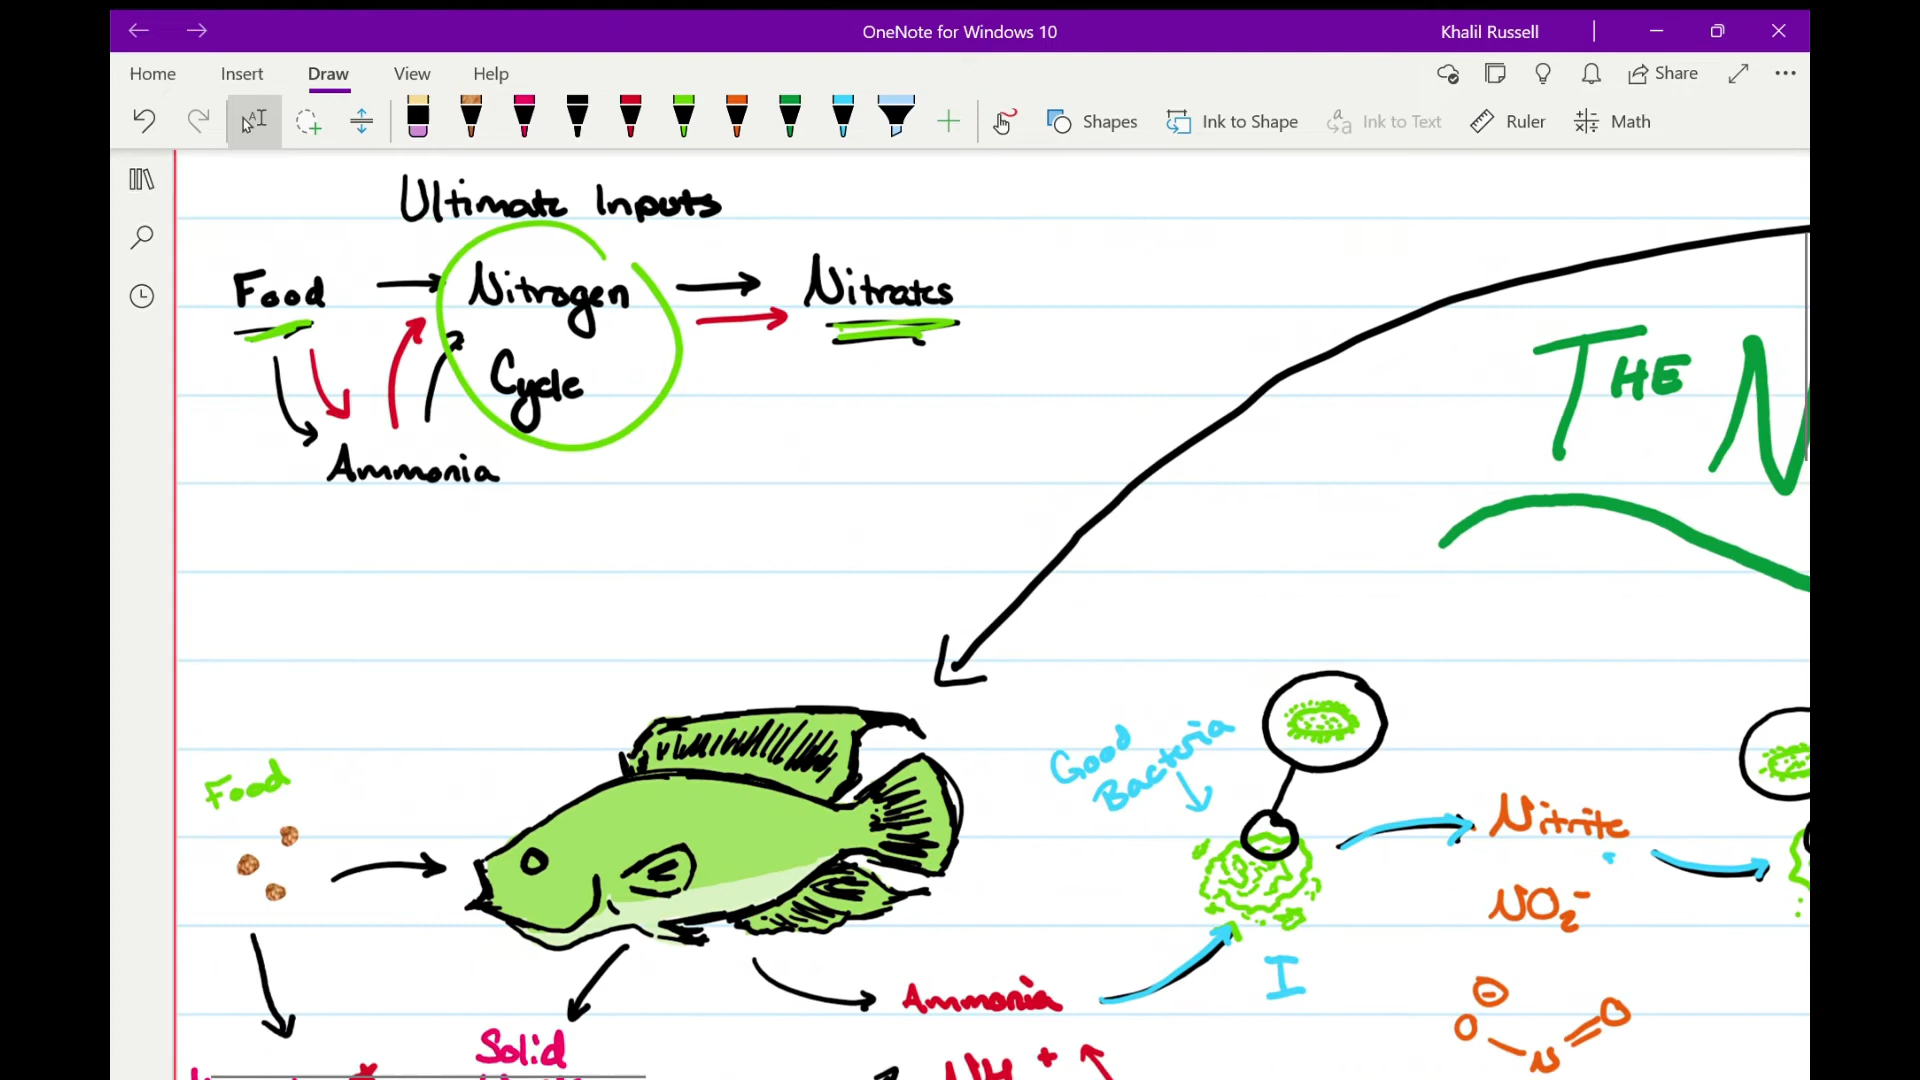 OneNote for Windows 10
Khalil Russell
Home Insert Draw View Help
Share
Shapes Ink to Shape Ink to Text Ruler Math
Ultimate Inputs
Food Nitrogen Nitrates
Cycle
Ammonia
THE N
Good
Bacteria
Food
Nitrite
NO2-
I
Ammonia
O N O
Solid
NH +